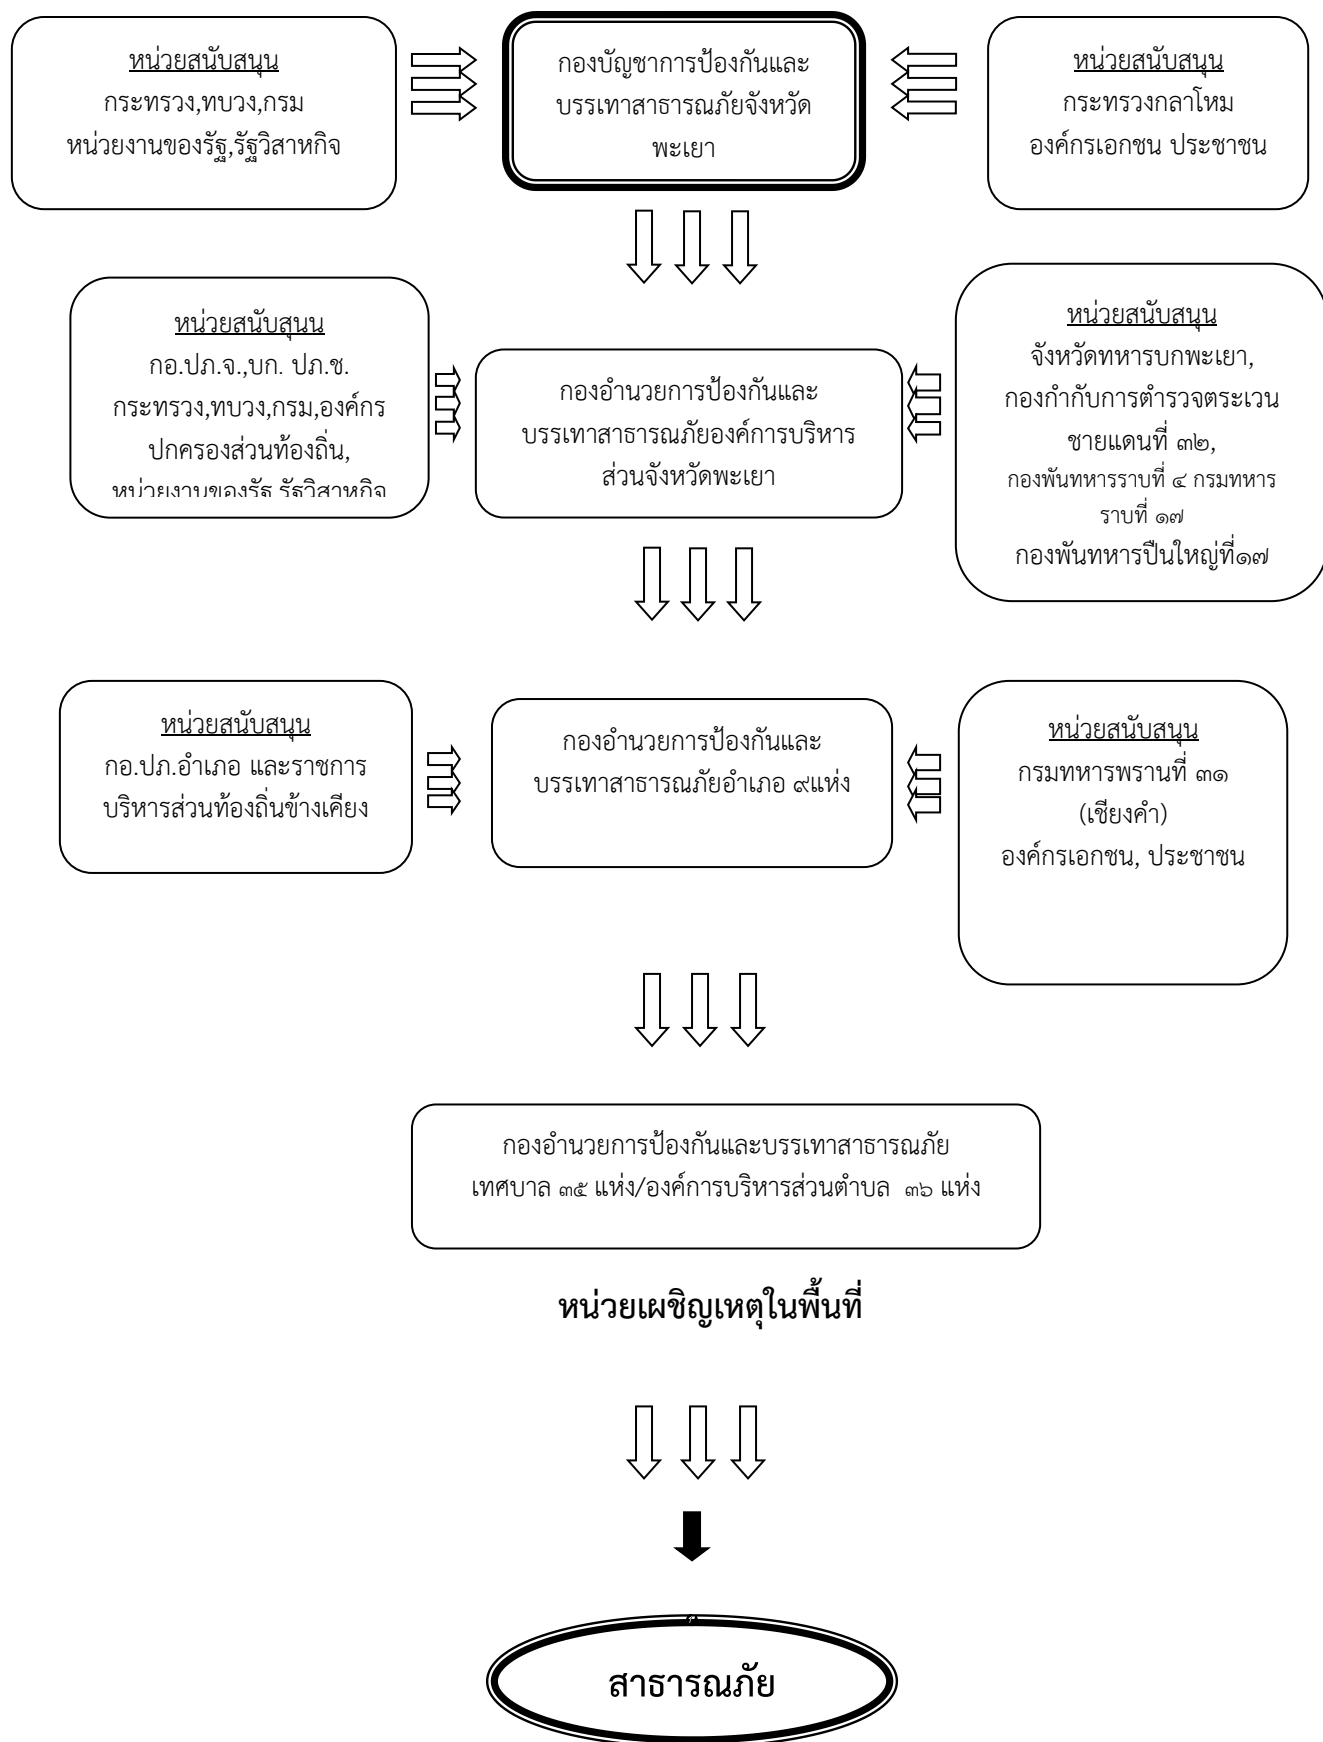 หน่วยสนับสนุน
กระทรวง,ทบวง,กรม
หน่วยงานของรัฐ,รัฐวิสาหกิจ
กองบัญชาการป้องกันและ
บรรเทาสาธารณภัยจังหวัด
พะเยา
หน่วยสนับสนุน
กระทรวงกลาโหม
องค์กรเอกชน ประชาชน
หน่วยสนับสุนน
กอ.ปภ.จ.,บก. ปภ.ช.
กระทรวง,ทบวง,กรม,องค์กร
ปกครองส่วนท้องถิ่น,
หน่วยงานของรัฐ รัฐวิสาหกิจ
กองอำนวยการป้องกันและ
บรรเทาสาธารณภัยองค์การบริหาร
ส่วนจังหวัดพะเยา
หน่วยสนับสนุน
จังหวัดทหารบกพะเยา,
กองกำกับการตำรวจตระเวน
ชายแดนที่ ๓๒,
กองพันทหารราบที่ ๔ กรมทหาร
ราบที่ ๑๗
กองพันทหารปืนใหญ่ที่๑๗
หน่วยสนับสนุน
กอ.ปภ.อำเภอ และราชการ
บริหารส่วนท้องถิ่นข้างเคียง
กองอำนวยการป้องกันและ
บรรเทาสาธารณภัยอำเภอ ๙แห่ง
หน่วยสนับสนุน
กรมทหารพรานที่ ๓๑
(เชียงคำ)
องค์กรเอกชน, ประชาชน
กองอำนวยการป้องกันและบรรเทาสาธารณภัย
เทศบาล ๓๕ แห่ง/องค์การบริหารส่วนตำบล ๓๖ แห่ง
หน่วยเผชิญเหตุในพื้นที่
สาธารณภัย